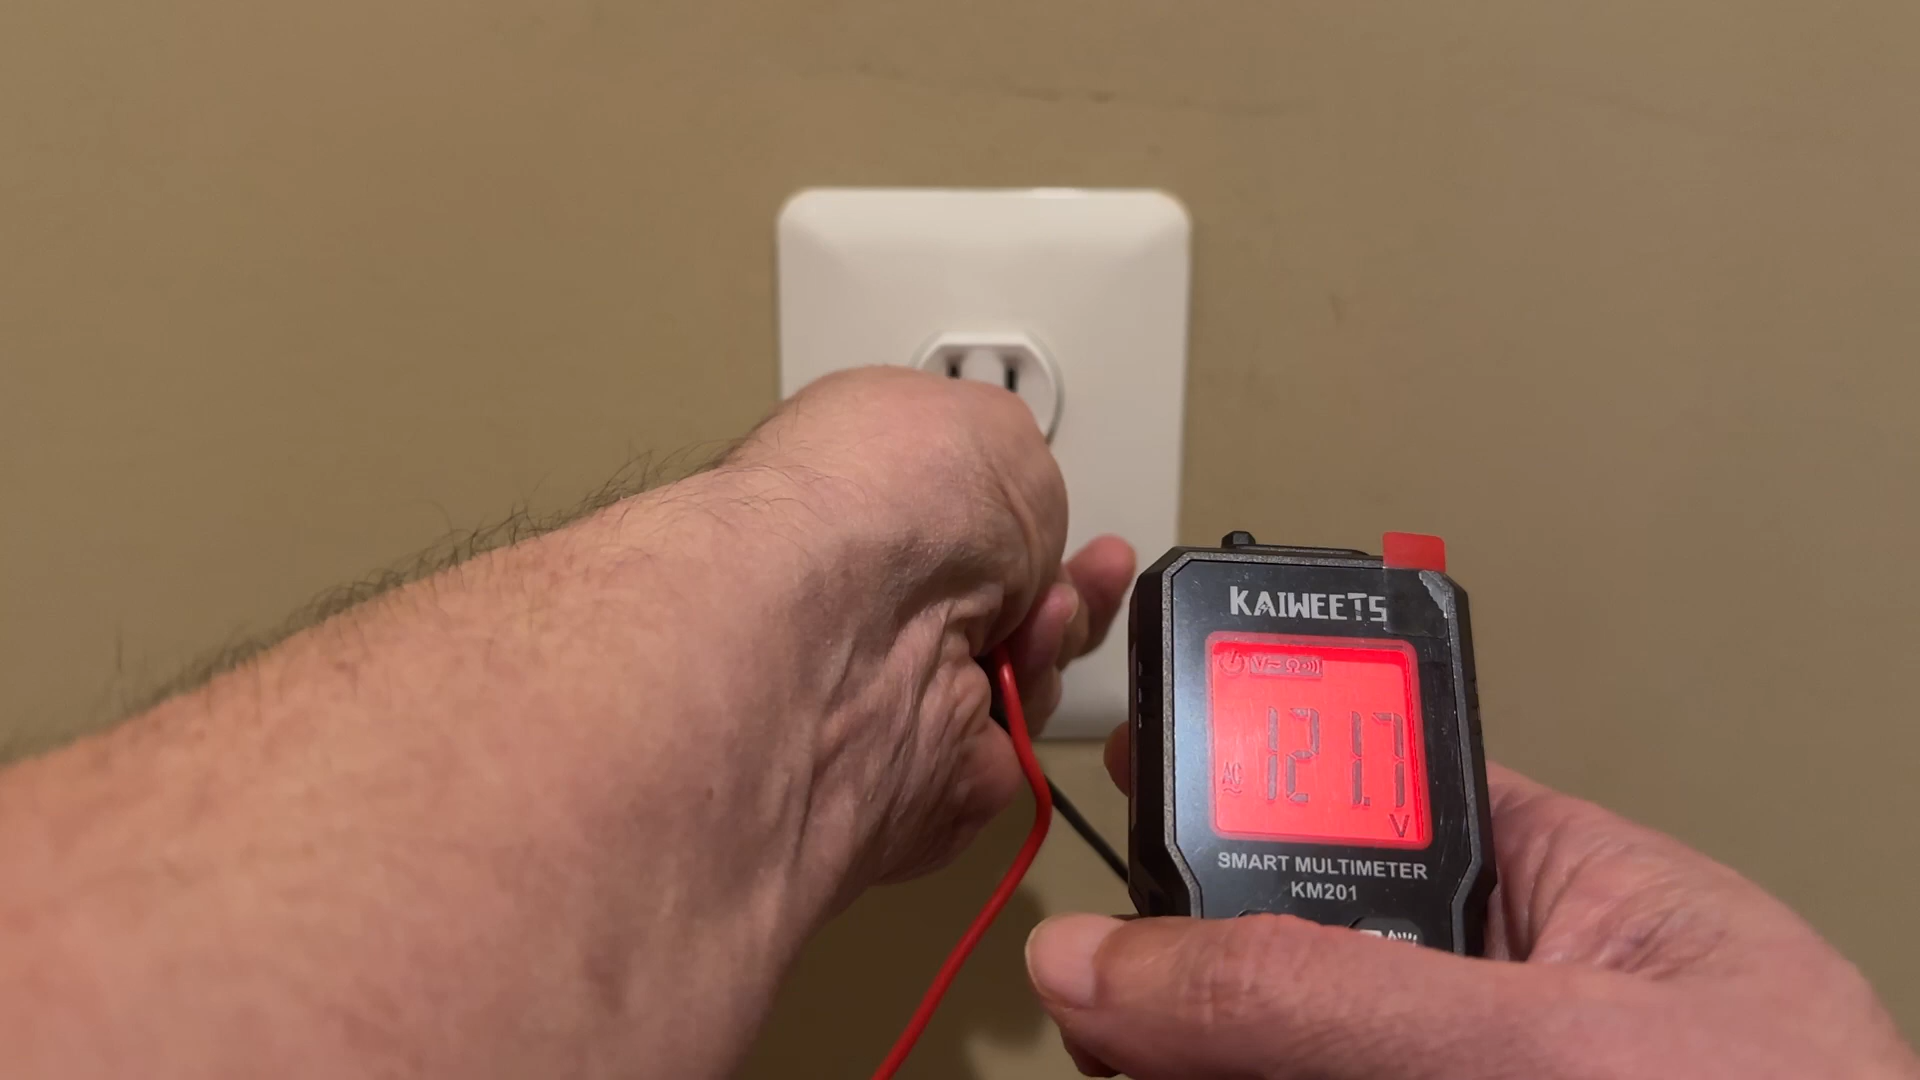 KAIWEETS
V Ω
121.7
AC
V
SMART MULTIMETER
KM201